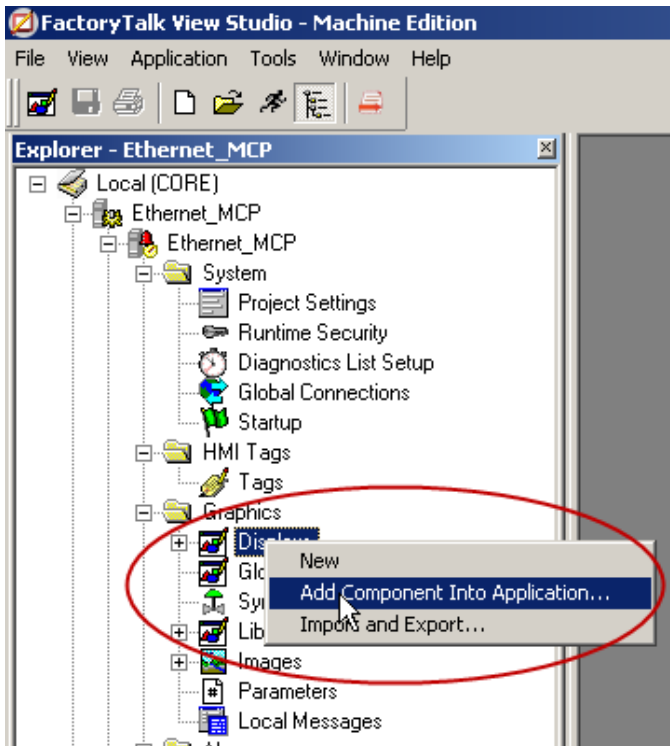 FactoryTalk View Studio - Machine Edition
File View Application Tools Window Help
Explorer - Ethernet_MCP
Local (CORE)
Ethernet_MCP
Ethernet_MCP
System
Project Settings
Runtime Security
Diagnostics List Setup
Global Connections
Startup
HMI Tags
Tags
Graphics
Displays
New
Add Component Into Application...
Import and Export...
Images
Parameters
Local Messages